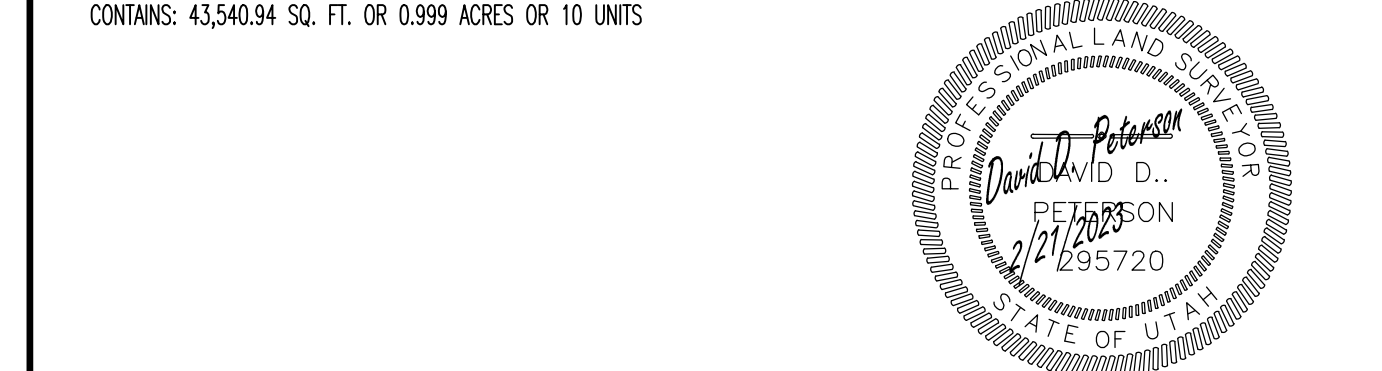 CONTAINS: 43,540.94 SQ. FT. OR 0.999 ACRES OR 10 UNITS
PROFESSIONAL LAND SURVEYOR
David D. Peterson
DAVID D..
PETERSON
2/21/2023
295720
STATE OF UTAH